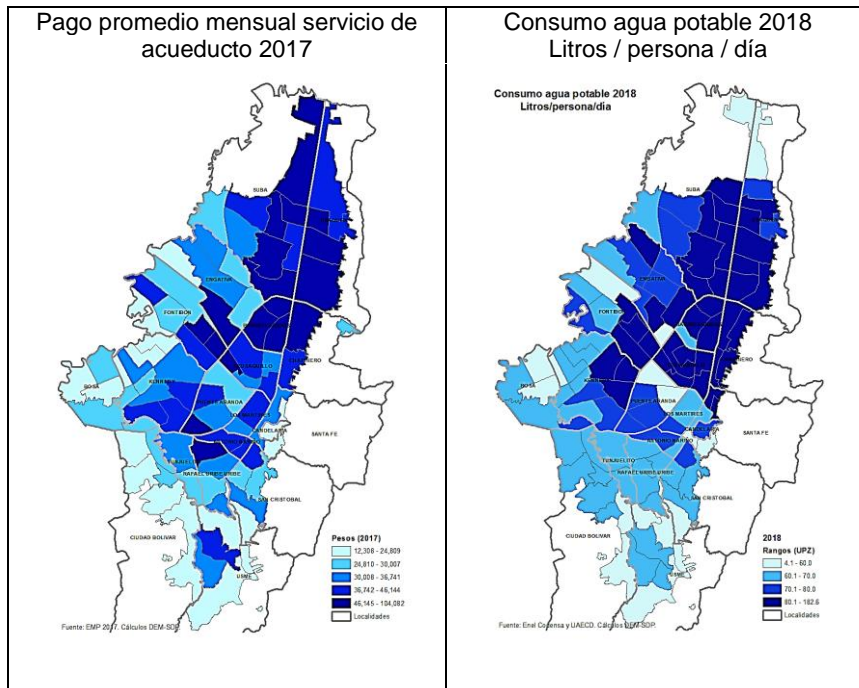 Pago promedio mensual servicio de
acueducto 2017
Consumo agua potable 2018
Litros / persona / día
SUBA
ENGATIVA
FONTIBÓN
CHAPINERO
TEUSAQUILLO
BOSA
KENNEDY
PUENTE ARANDA
LOS MARTIRES
CANDELARIA
SANTA FE
ANTONIO NARIÑO
TUNJUELITO
RAFAEL URIBE URIBE
SAN CRISTOBAL
CIUDAD BOLIVAR
USME
Pesos (2017)
12,308 - 24,809
24,810 - 30,007
30,008 - 36,741
36,742 - 46,144
46,145 - 104,082
Localidades
Fuente: EMP 2017. Cálculos DEM-SDP.
Consumo agua potable 2018
Litros/persona/día
SUBA
ENGATIVA
FONTIBÓN
BOSA
PUENTE ARANDA
LOS MARTIRES
CANDELARIA
SANTA FE
ANTONIO NARIÑO
TUNJUELITO
RAFAEL URIBE URIBE
SAN CRISTOBAL
CIUDAD BOLIVAR
USME
2018
Rangos (UPZ)
4.1 - 60.0
60.1 - 70.0
70.1 - 80.0
80.1 - 182.6
Localidades
Fuente: Enel Codensa y UAECD. Cálculos DEM-SDP.